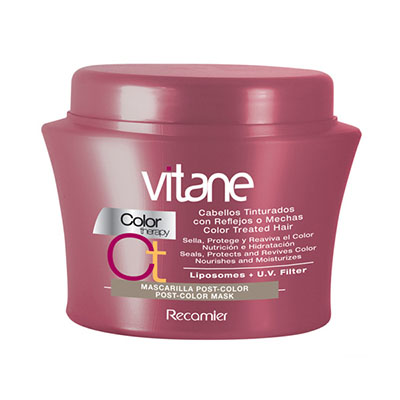 vitane
Cabellos Tinturados
con Reflejos o Mechas
Color Treated Hair
Color
therapy
Ct
Sella, Protege y Reaviva el Color
Nutrición e Hidratación
Seals, Protects and Revives Color
Nourishes and Moisturizes
Liposomes + U.V. Filter
MASCARILLA POST-COLOR
POST-COLOR MASK
Recamier